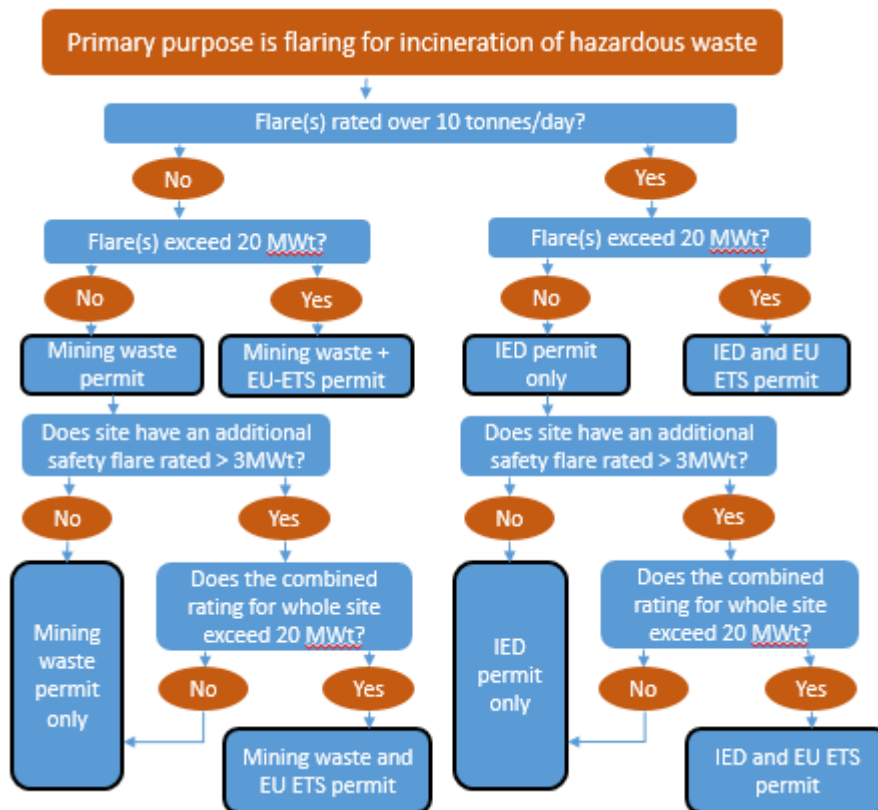 Primary purpose is flaring for incineration of hazardous waste
Flare(s) rated over 10 tonnes/day?
No
Yes
Flare(s) exceed 20 MWt?
Flare(s) exceed 20 MWt?
No
Yes
No
Yes
Mining waste
permit
Mining waste +
EU-ETS permit
IED permit
only
IED and EU
ETS permit
Does site have an additional
safety flare rated > 3MWt?
Does site have an additional
safety flare rated > 3MWt?
No
Yes
No
Yes
Mining
waste
permit
only
Does the combined
rating for whole site
exceed 20 MWt?
IED
permit
only
Does the combined
rating for whole site
exceed 20 MWt?
No
Yes
No
Yes
Mining waste and
EU ETS permit
IED and EU ETS
permit